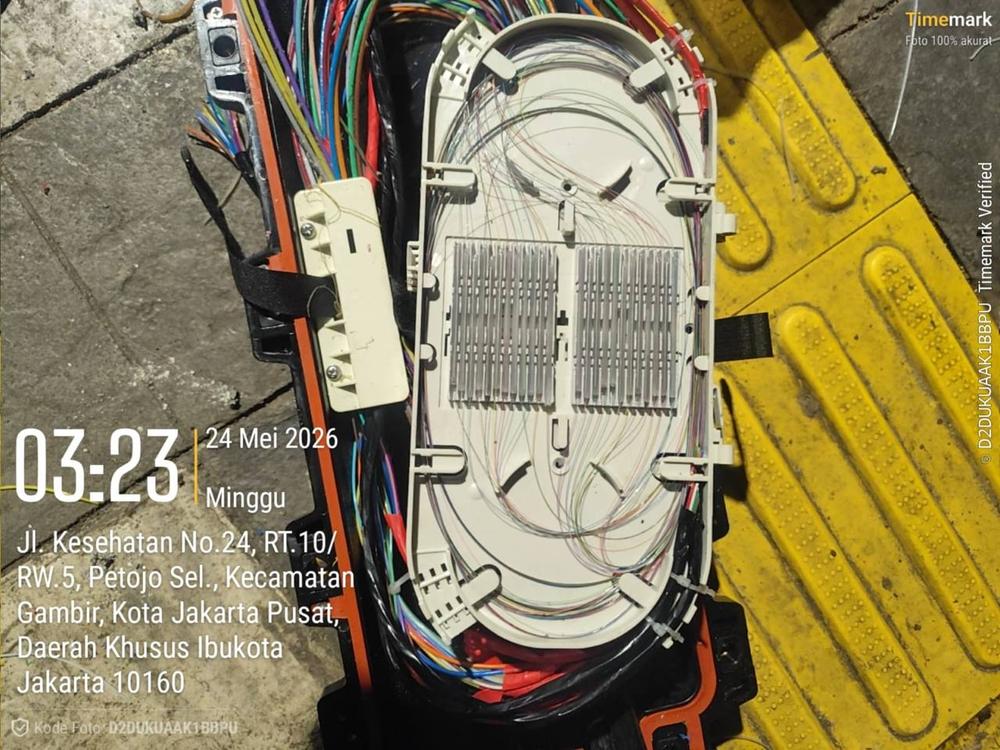 Timemark
Foto 100% akurat
03:23
24 Mei 2026
Minggu
Jl. Kesehatan No.24, RT.10/
RW.5, Petojo Sel., Kecamatan
Gambir, Kota Jakarta Pusat,
Daerah Khusus Ibukota
Jakarta 10160
Kode Foto: D2DUKUAAK1BBPU
© D2DUKUAAK1BBPU Timemark Verified